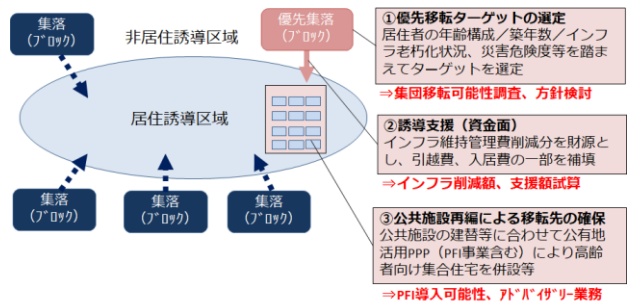 集落
(ﾌﾞﾛｯｸ)
非居住誘導区域
優先集落
(ﾌﾞﾛｯｸ)
居住誘導区域
集落
(ﾌﾞﾛｯｸ)
集落
(ﾌﾞﾛｯｸ)
集落
(ﾌﾞﾛｯｸ)
①優先移転ターゲットの選定
居住者の年齢構成／築年数／インフ
ラ老朽化状況、災害危険度等を踏ま
えてターゲットを選定
⇒集団移転可能性調査、方針検討
②誘導支援（資金面）
インフラ維持管理費削減分を財源と
し、引越費、入居費の一部を補填
⇒インフラ削減額、支援額試算
③公共施設再編による移転先の確保
公共施設の建替等に合わせて公有地
活用PPP（PFI事業含む）により高齢
者向け集合住宅を併設等
⇒PFI導入可能性、ｱﾄﾞﾊﾞｲｻﾞﾘｰ業務